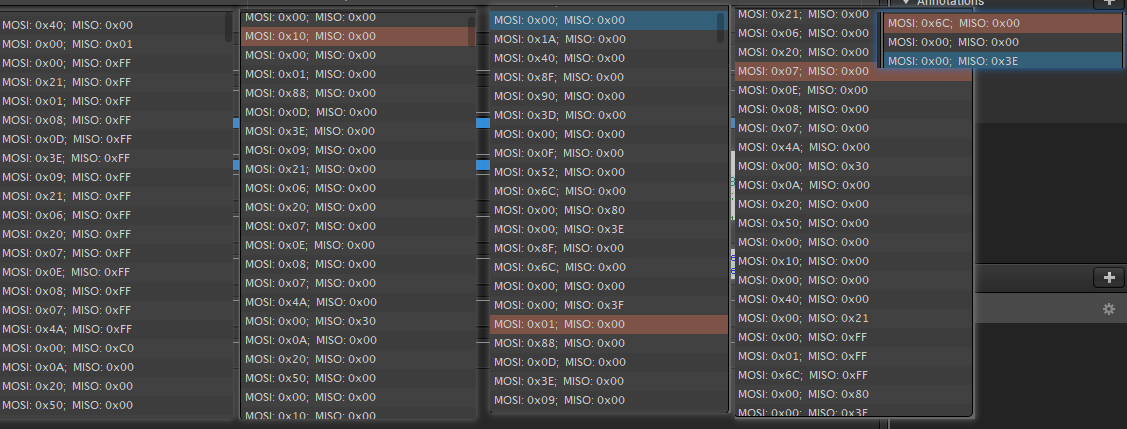 MOSI: 0x40; MISO: 0xFF
MOSI: 0x00; MISO: 0x01
MOSI: 0x00; MISO: 0xFF
MOSI: 0x21; MISO: 0xFF
MOSI: 0x01; MISO: 0xFF
MOSI: 0x08; MISO: 0xFF
MOSI: 0x0D; MISO: 0xFF
MOSI: 0x3E; MISO: 0xFF
MOSI: 0x09; MISO: 0xFF
MOSI: 0x21; MISO: 0xFF
MOSI: 0x06; MISO: 0xFF
MOSI: 0x20; MISO: 0xFF
MOSI: 0x07; MISO: 0xFF
MOSI: 0x0E; MISO: 0xFF
MOSI: 0x08; MISO: 0xFF
MOSI: 0x07; MISO: 0xFF
MOSI: 0x4A; MISO: 0xFF
MOSI: 0x00; MISO: 0xC0
MOSI: 0x0A; MISO: 0x00
MOSI: 0x20; MISO: 0x00
MOSI: 0x50; MISO: 0x00
MOSI: 0x00; MISO: 0x00
MOSI: 0x10; MISO: 0x00
MOSI: 0x00; MISO: 0x00
MOSI: 0x01; MISO: 0x00
MOSI: 0x88; MISO: 0x00
MOSI: 0x0D; MISO: 0x00
MOSI: 0x3E; MISO: 0x00
MOSI: 0x09; MISO: 0x00
MOSI: 0x21; MISO: 0x00
MOSI: 0x06; MISO: 0x00
MOSI: 0x20; MISO: 0x00
MOSI: 0x07; MISO: 0x00
MOSI: 0x0E; MISO: 0x00
MOSI: 0x08; MISO: 0x00
MOSI: 0x07; MISO: 0x00
MOSI: 0x4A; MISO: 0x00
MOSI: 0x00; MISO: 0x30
MOSI: 0x0A; MISO: 0x00
MOSI: 0x20; MISO: 0x00
MOSI: 0x50; MISO: 0x00
MOSI: 0x00; MISO: 0x00
MOSI: 0x10; MISO: 0x00
MOSI: 0x00; MISO: 0x00
MOSI: 0x1A; MISO: 0x00
MOSI: 0x40; MISO: 0x00
MOSI: 0x8F; MISO: 0x00
MOSI: 0x90; MISO: 0x00
MOSI: 0x3D; MISO: 0x00
MOSI: 0x00; MISO: 0x00
MOSI: 0x0F; MISO: 0x00
MOSI: 0x52; MISO: 0x00
MOSI: 0x6C; MISO: 0x00
MOSI: 0x00; MISO: 0x80
MOSI: 0x00; MISO: 0x3E
MOSI: 0x8F; MISO: 0x00
MOSI: 0x6C; MISO: 0x00
MOSI: 0x00; MISO: 0x00
MOSI: 0x00; MISO: 0x3F
MOSI: 0x01; MISO: 0x00
MOSI: 0x88; MISO: 0x00
MOSI: 0x0D; MISO: 0x00
MOSI: 0x3E; MISO: 0x00
MOSI: 0x09; MISO: 0x00
MOSI: 0x21; MISO: 0x00
MOSI: 0x06; MISO: 0x00
MOSI: 0x20; MISO: 0x00
MOSI: 0x07; MISO: 0x00
MOSI: 0x0E; MISO: 0x00
MOSI: 0x08; MISO: 0x00
MOSI: 0x07; MISO: 0x00
MOSI: 0x4A; MISO: 0x00
MOSI: 0x00; MISO: 0x30
MOSI: 0x0A; MISO: 0x00
MOSI: 0x20; MISO: 0x00
MOSI: 0x50; MISO: 0x00
MOSI: 0x00; MISO: 0x00
MOSI: 0x10; MISO: 0x00
MOSI: 0x00; MISO: 0x00
MOSI: 0x40; MISO: 0x00
MOSI: 0x00; MISO: 0x21
MOSI: 0x00; MISO: 0xFF
MOSI: 0x01; MISO: 0xFF
MOSI: 0x6C; MISO: 0xFF
MOSI: 0x00; MISO: 0x80
MOSI: 0x00; MISO: 0x3E
Annotations
MOSI: 0x6C; MISO: 0x00
MOSI: 0x00; MISO: 0x00
MOSI: 0x00; MISO: 0x3E